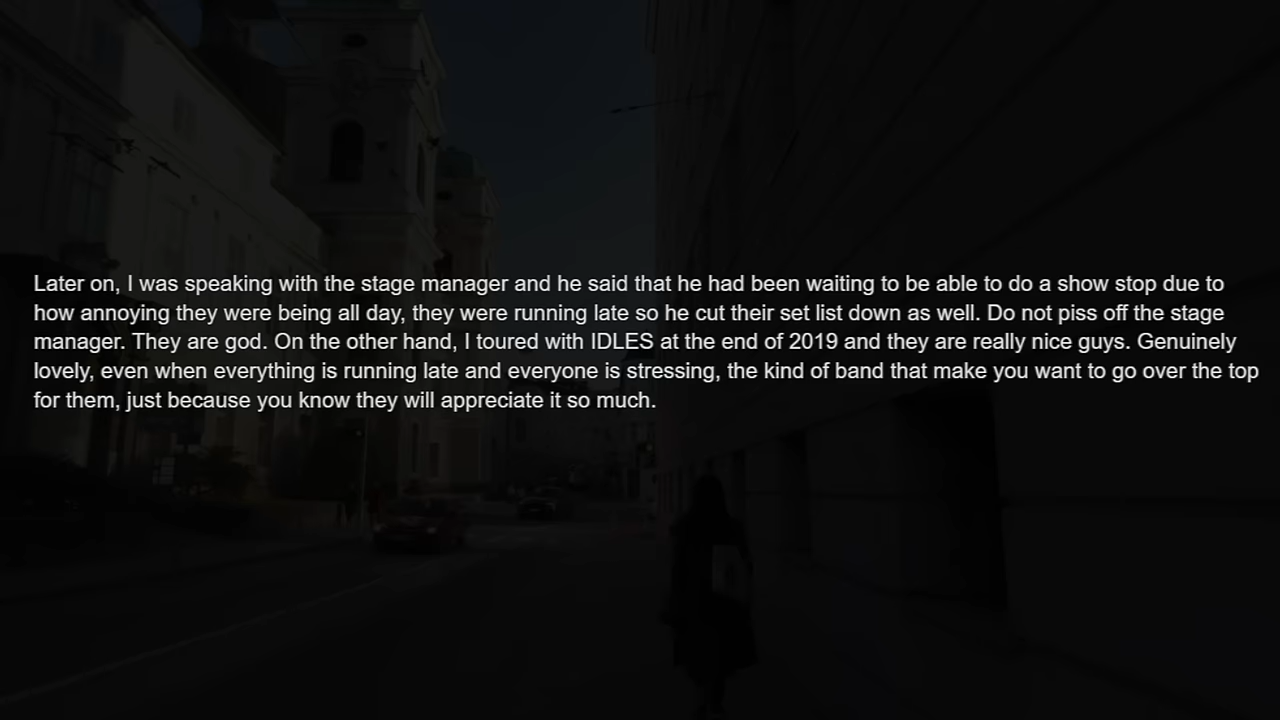 Later on, I was speaking with the stage manager and he said that he had been waiting to be able to do a show stop due to
how annoying they were being all day, they were running late so he cut their set list down as well. Do not piss off the stage
manager. They are god. On the other hand, I toured with IDLES at the end of 2019 and they are really nice guys. Genuinely
lovely, even when everything is running late and everyone is stressing, the kind of band that make you want to go over the top
for them, just because you know they will appreciate it so much.